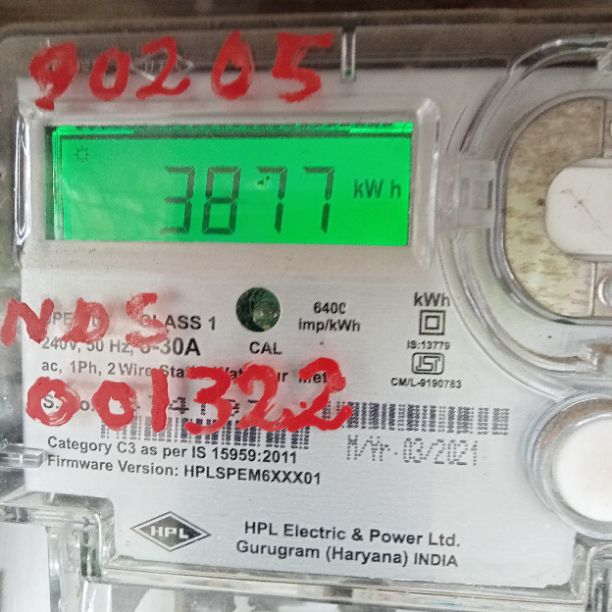 90205
3877 kWh
NDS
CLASS 1
6400 imp/kWh
kWh
240V, 50 Hz, 5-30A
CAL
IS:13779
ac, 1Ph, 2 Wire
CM/L-9190783
001322
Category C3 as per IS 15959:2011
M/Yr. 03/2021
Firmware Version: HPLSPEM6XXX01
HPL
HPL Electric & Power Ltd.
Gurugram (Haryana) INDIA